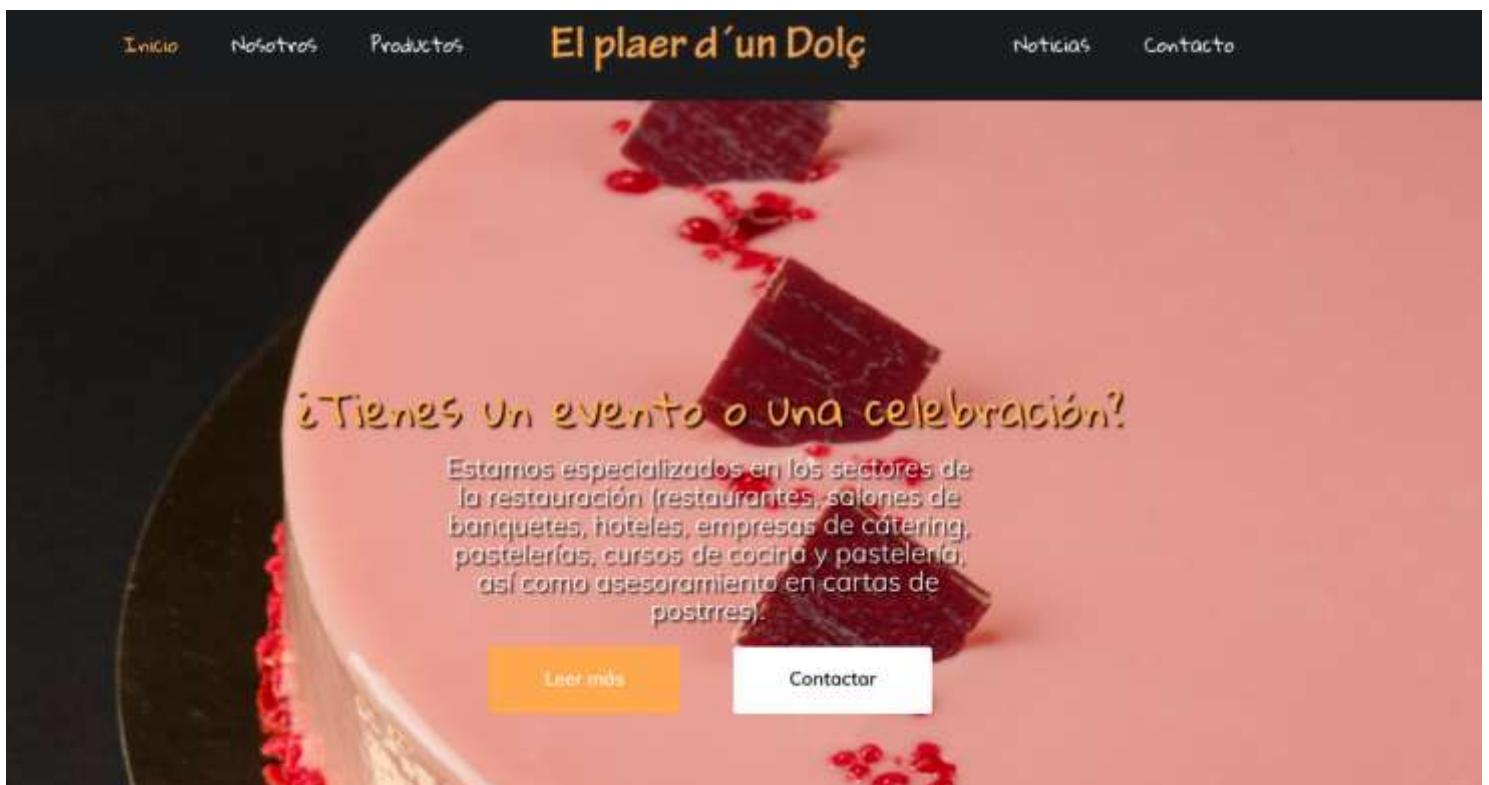 Inicio Nosotros Productos El plaer d´un Dolç Noticias Contacto
¿Tienes un evento o una celebración?
Estamos especializados en los sectores de
la restauración (restaurantes, salones de
banquetes, hoteles, empresas de cátering,
pastelerías, cursos de cocina y pastelería,
así como asesoramiento en cartas de
postrres).
Leer más Contactar